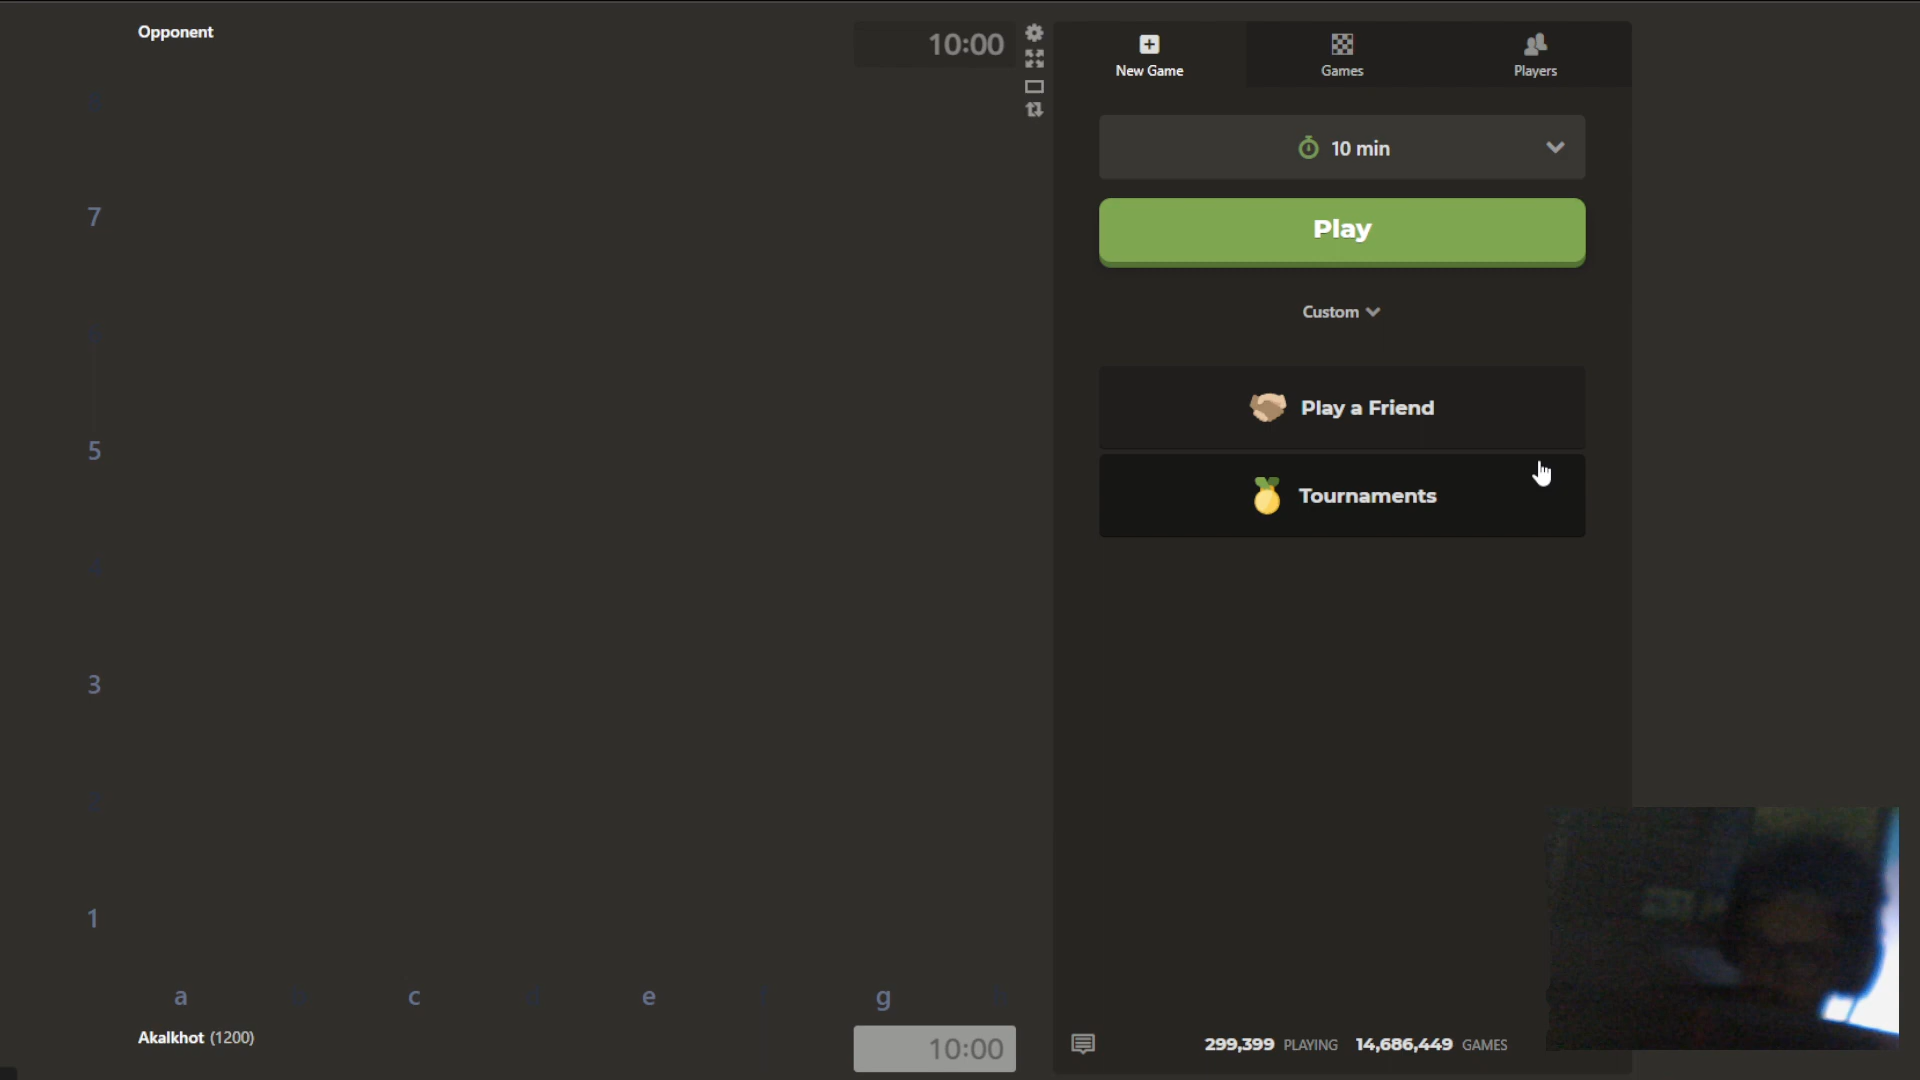 Opponent
10:00
New Game
Games
Players
10 min
Play
Custom
Play a Friend
Tournaments
7
5
3
1
a
c
e
g
Akalkhot (1200)
10:00
299,399 PLAYING 14,686,449 GAMES